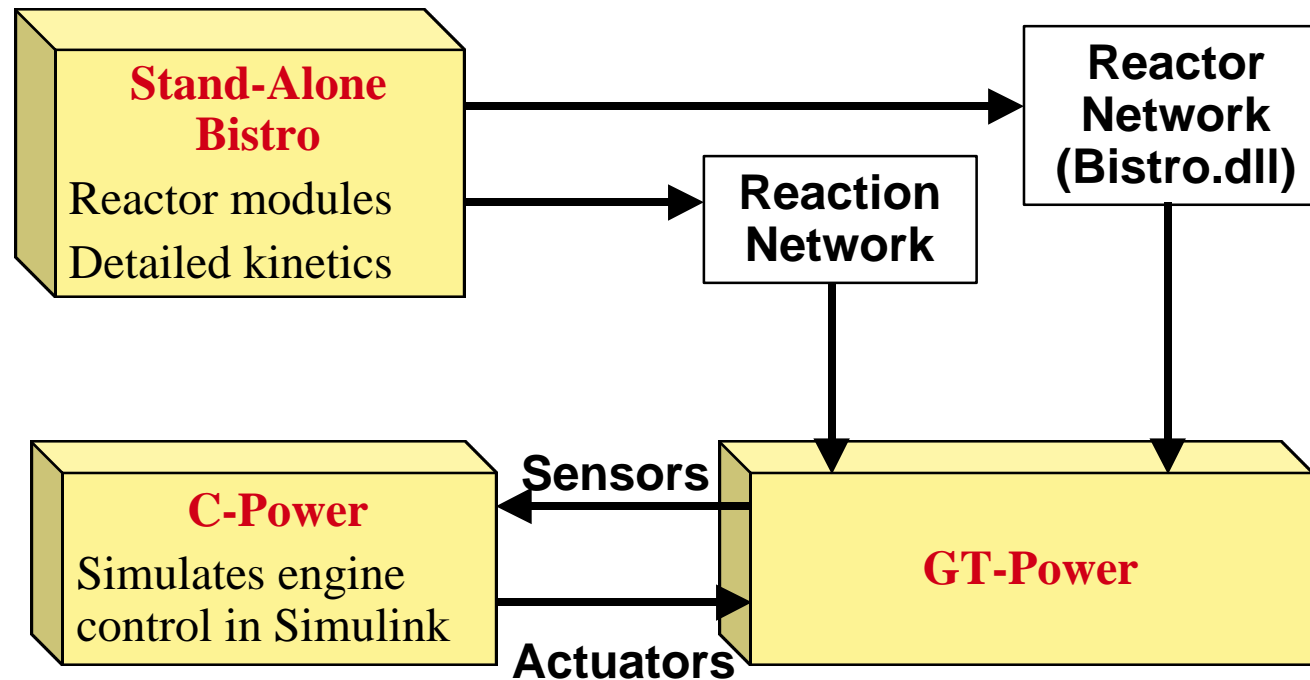 Stand-Alone
Bistro
Reactor modules
Detailed kinetics
Reactor
Network
(Bistro.dll)
Reaction
Network
Sensors
C-Power
Simulates engine
control in Simulink
Actuators
GT-Power